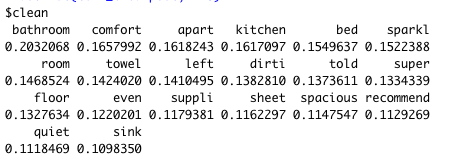 $clean
bathroom comfort apart kitchen bed sparkl
0.2032068 0.1657992 0.1618243 0.1617097 0.1549637 0.1522388
room towel left dirti told super
0.1468524 0.1424020 0.1410495 0.1382810 0.1373611 0.1334339
floor even suppli sheet spacious recommend
0.1327634 0.1220201 0.1179381 0.1162297 0.1147547 0.1129269
quiet sink
0.1118469 0.1098350